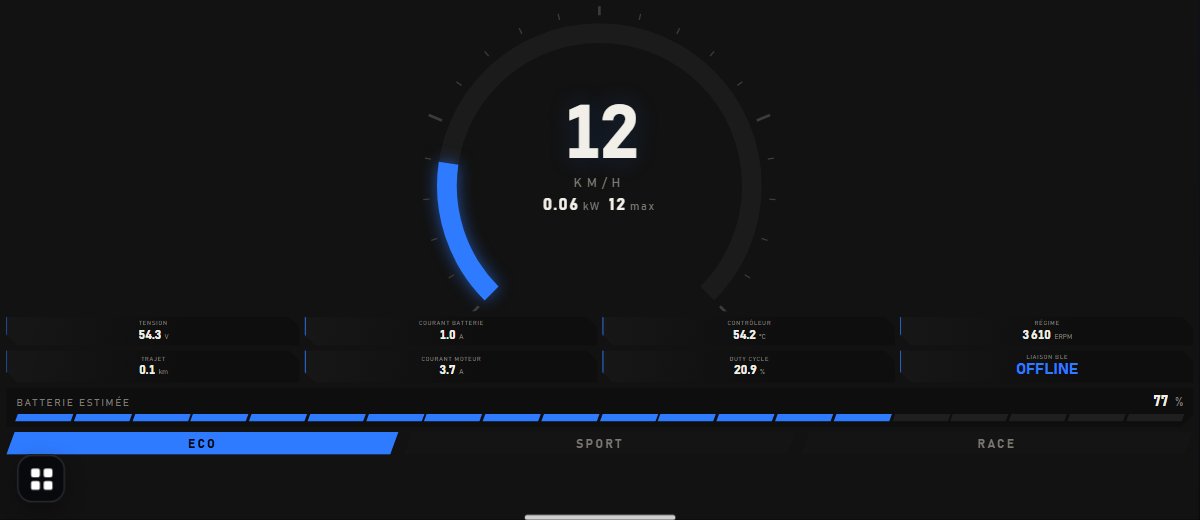 12
KM/H
0.06 kW 12 max
TENSION
54.3 V
COURANT BATTERIE
1.0 A
CONTRÔLEUR
54.2 °C
RÉGIME
3 610 ERPM
TRAJET
0.1 km
COURANT MOTEUR
3.7 A
DUTY CYCLE
20.9 %
LIAISON BLE
OFFLINE
BATTERIE ESTIMÉE
77 %
ECO
SPORT
RACE